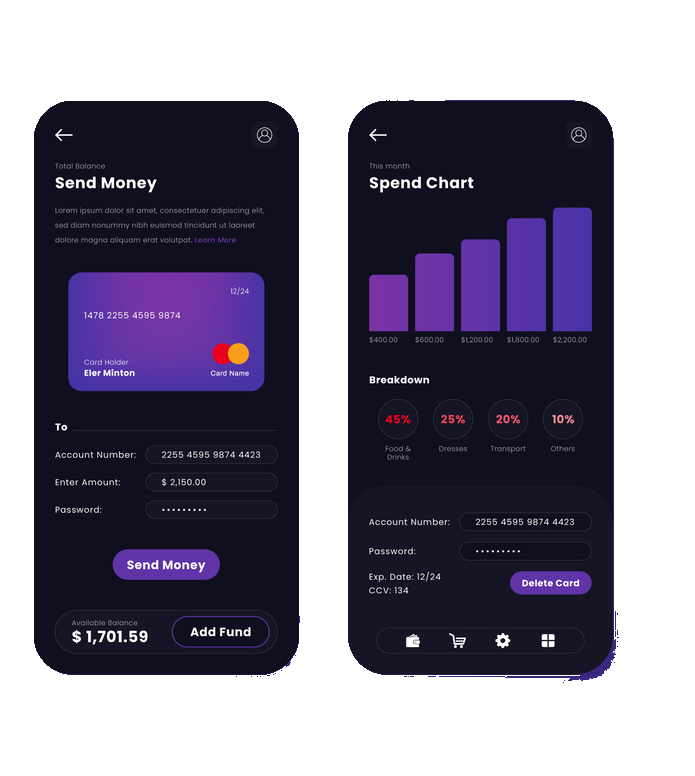 Total Balance
Send Money
Lorem ipsum dolor sit amet, consectetuer adipiscing elit,
sed diam nonummy nibh euismod tincidunt ut laoreet
dolore magna aliquam erat volutpat. Learn More
12/24
1478 2255 4595 9874
Card Holder
Eler Minton
Card Name
To
Account Number: 2255 4595 9874 4423
Enter Amount: $ 2,150.00
Password: •••••••••
Send Money
Available Balance
$ 1,701.59
Add Fund
This month
Spend Chart
$400.00 $600.00 $1,200.00 $1,800.00 $2,200.00
Breakdown
45% 25% 20% 10%
Food & Drinks Dresses Transport Others
Account Number: 2255 4595 9874 4423
Password: •••••••••
Exp. Date: 12/24
CCV: 134
Delete Card